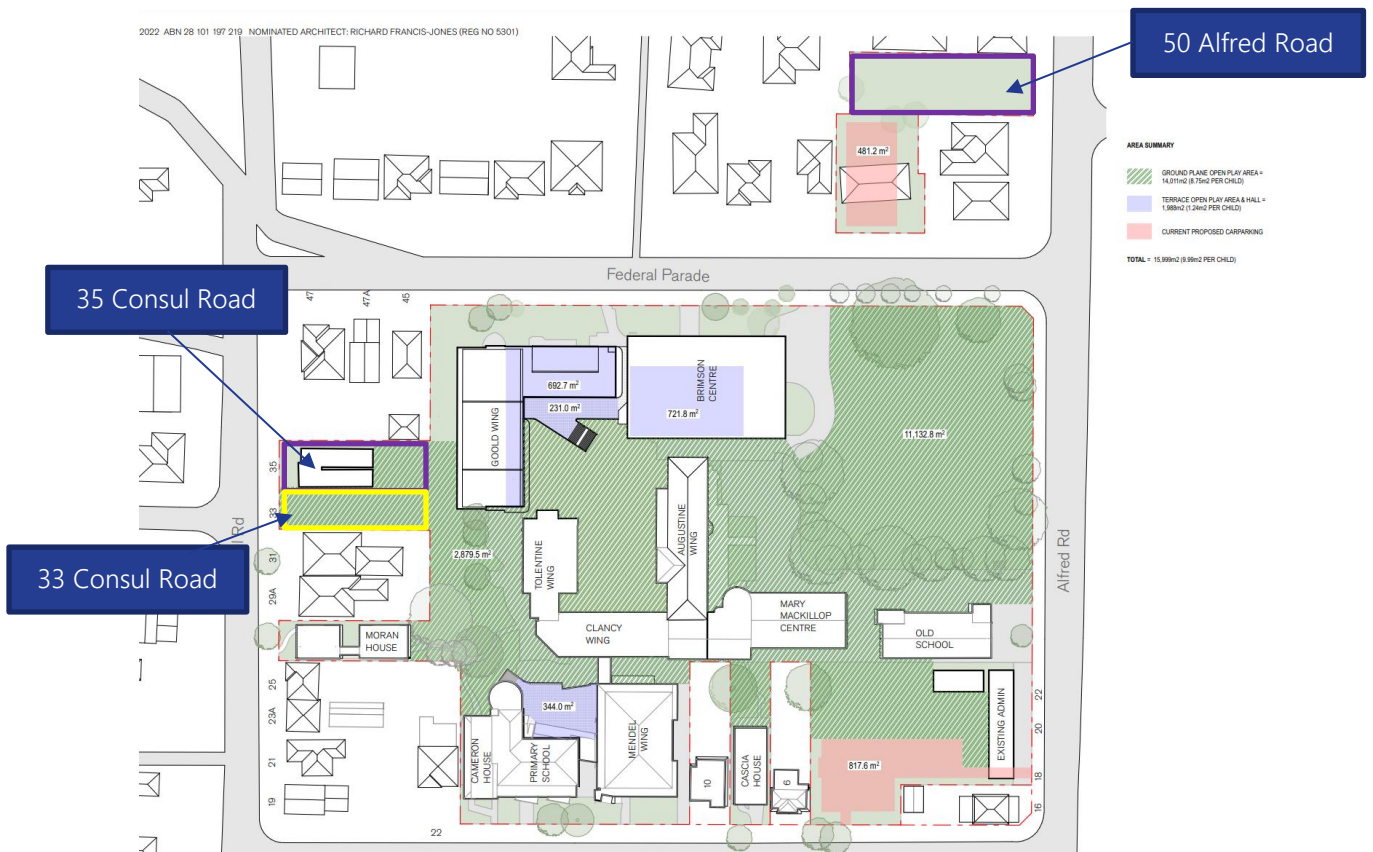 2022 ABN 28 101 197 219 NOMINATED ARCHITECT: RICHARD FRANCIS-JONES (REG NO 5301)
50 Alfred Road
AREA SUMMARY
GROUND PLANE OPEN PLAY AREA =
14,011m2 (8.75m2 PER CHILD)
TERRACE OPEN PLAY AREA & HALL =
1,988m2 (1.24m2 PER CHILD)
CURRENT PROPOSED CARPARKING
TOTAL = 15,999m2 (9.99m2 PER CHILD)
481.2 m²
Federal Parade
35 Consul Road
47
47A
45
692.7 m²
231.0 m²
GOOLD WING
BRIMSON
CENTRE
721.8 m²
11,132.8 m²
35
33
l Rd
33 Consul Road
31
29A
2,879.5 m²
TOLENTINE
WING
AUGUSTINE
WING
Alfred Rd
MORAN
HOUSE
CLANCY
WING
MARY
MACKILLOP
CENTRE
OLD
SCHOOL
25
23A
21
19
22
344.0 m²
CAMERON
HOUSE
PRIMARY
SCHOOL
MENDEL
WING
10
CASCIA
HOUSE
6
817.6 m²
EXISTING ADMIN
22
20
18
16